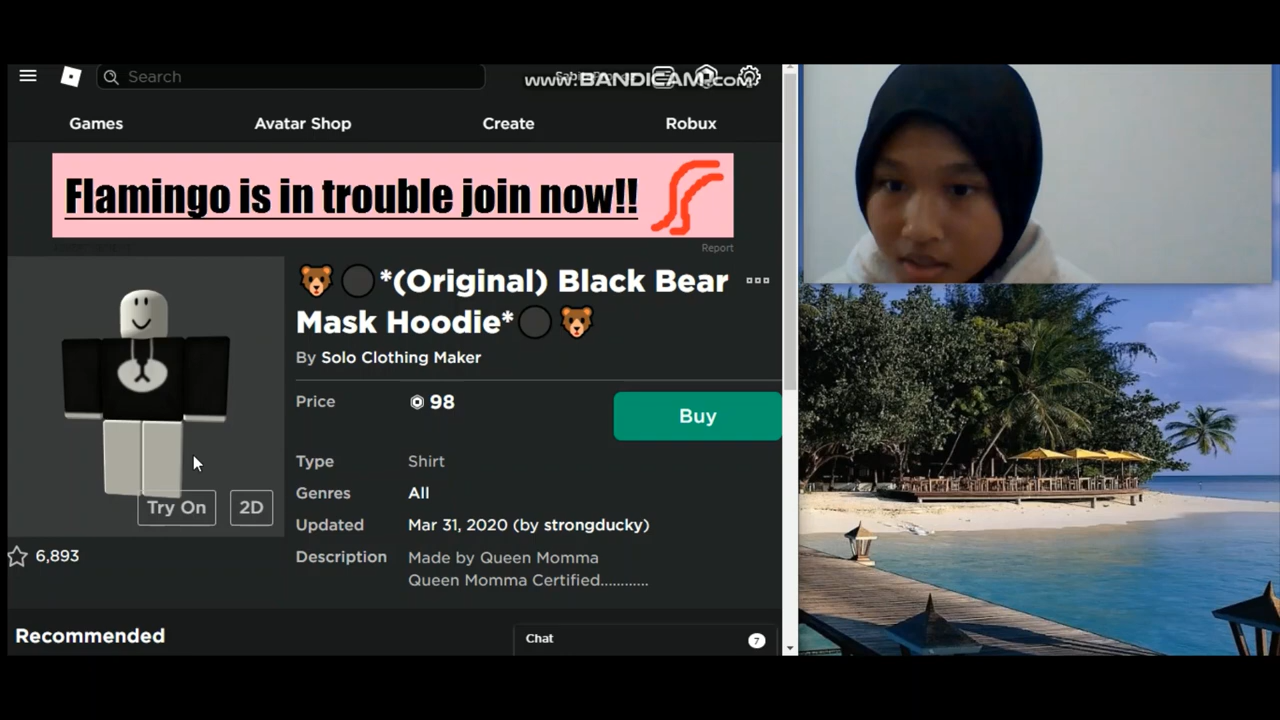 Search
www.BANDICAM.com
Games
Avatar Shop
Create
Robux
Flamingo is in trouble join now!!
Report
*(Original) Black Bear
Mask Hoodie*
By Solo Clothing Maker
Price
98
Buy
Type
Shirt
Genres
All
Updated
Mar 31, 2020 (by strongducky)
Description
Made by Queen Momma
Queen Momma Certified............
Try On
2D
6,893
Recommended
Chat
7